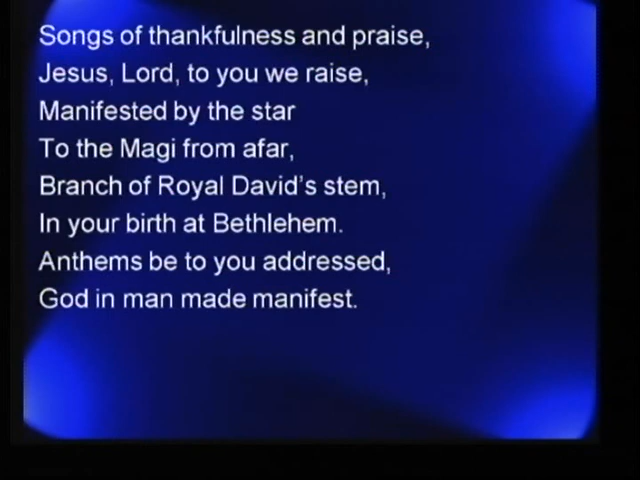 Songs of thankfulness and praise,
Jesus, Lord, to you we raise,
Manifested by the star
To the Magi from afar,
Branch of Royal David's stem,
In your birth at Bethlehem.
Anthems be to you addressed,
God in man made manifest.